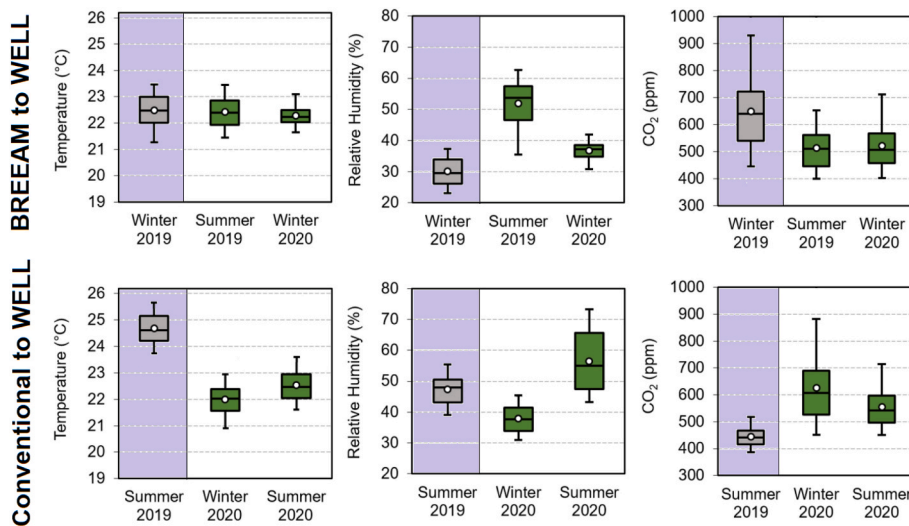 BREEAM to WELL
Temperature (°C)
26
25
24
23
22
21
20
19
Winter 2019
Summer 2019
Winter 2020
Relative Humidity (%)
80
70
60
50
40
30
20
Winter 2019
Summer 2019
Winter 2020
CO2 (ppm)
1000
900
800
700
600
500
400
300
Winter 2019
Summer 2019
Winter 2020
Conventional to WELL
Temperature (°C)
26
25
24
23
22
21
20
19
Summer 2019
Winter 2020
Summer 2020
Relative Humidity (%)
80
70
60
50
40
30
20
Summer 2019
Winter 2020
Summer 2020
CO2 (ppm)
1000
900
800
700
600
500
400
300
Summer 2019
Winter 2020
Summer 2020